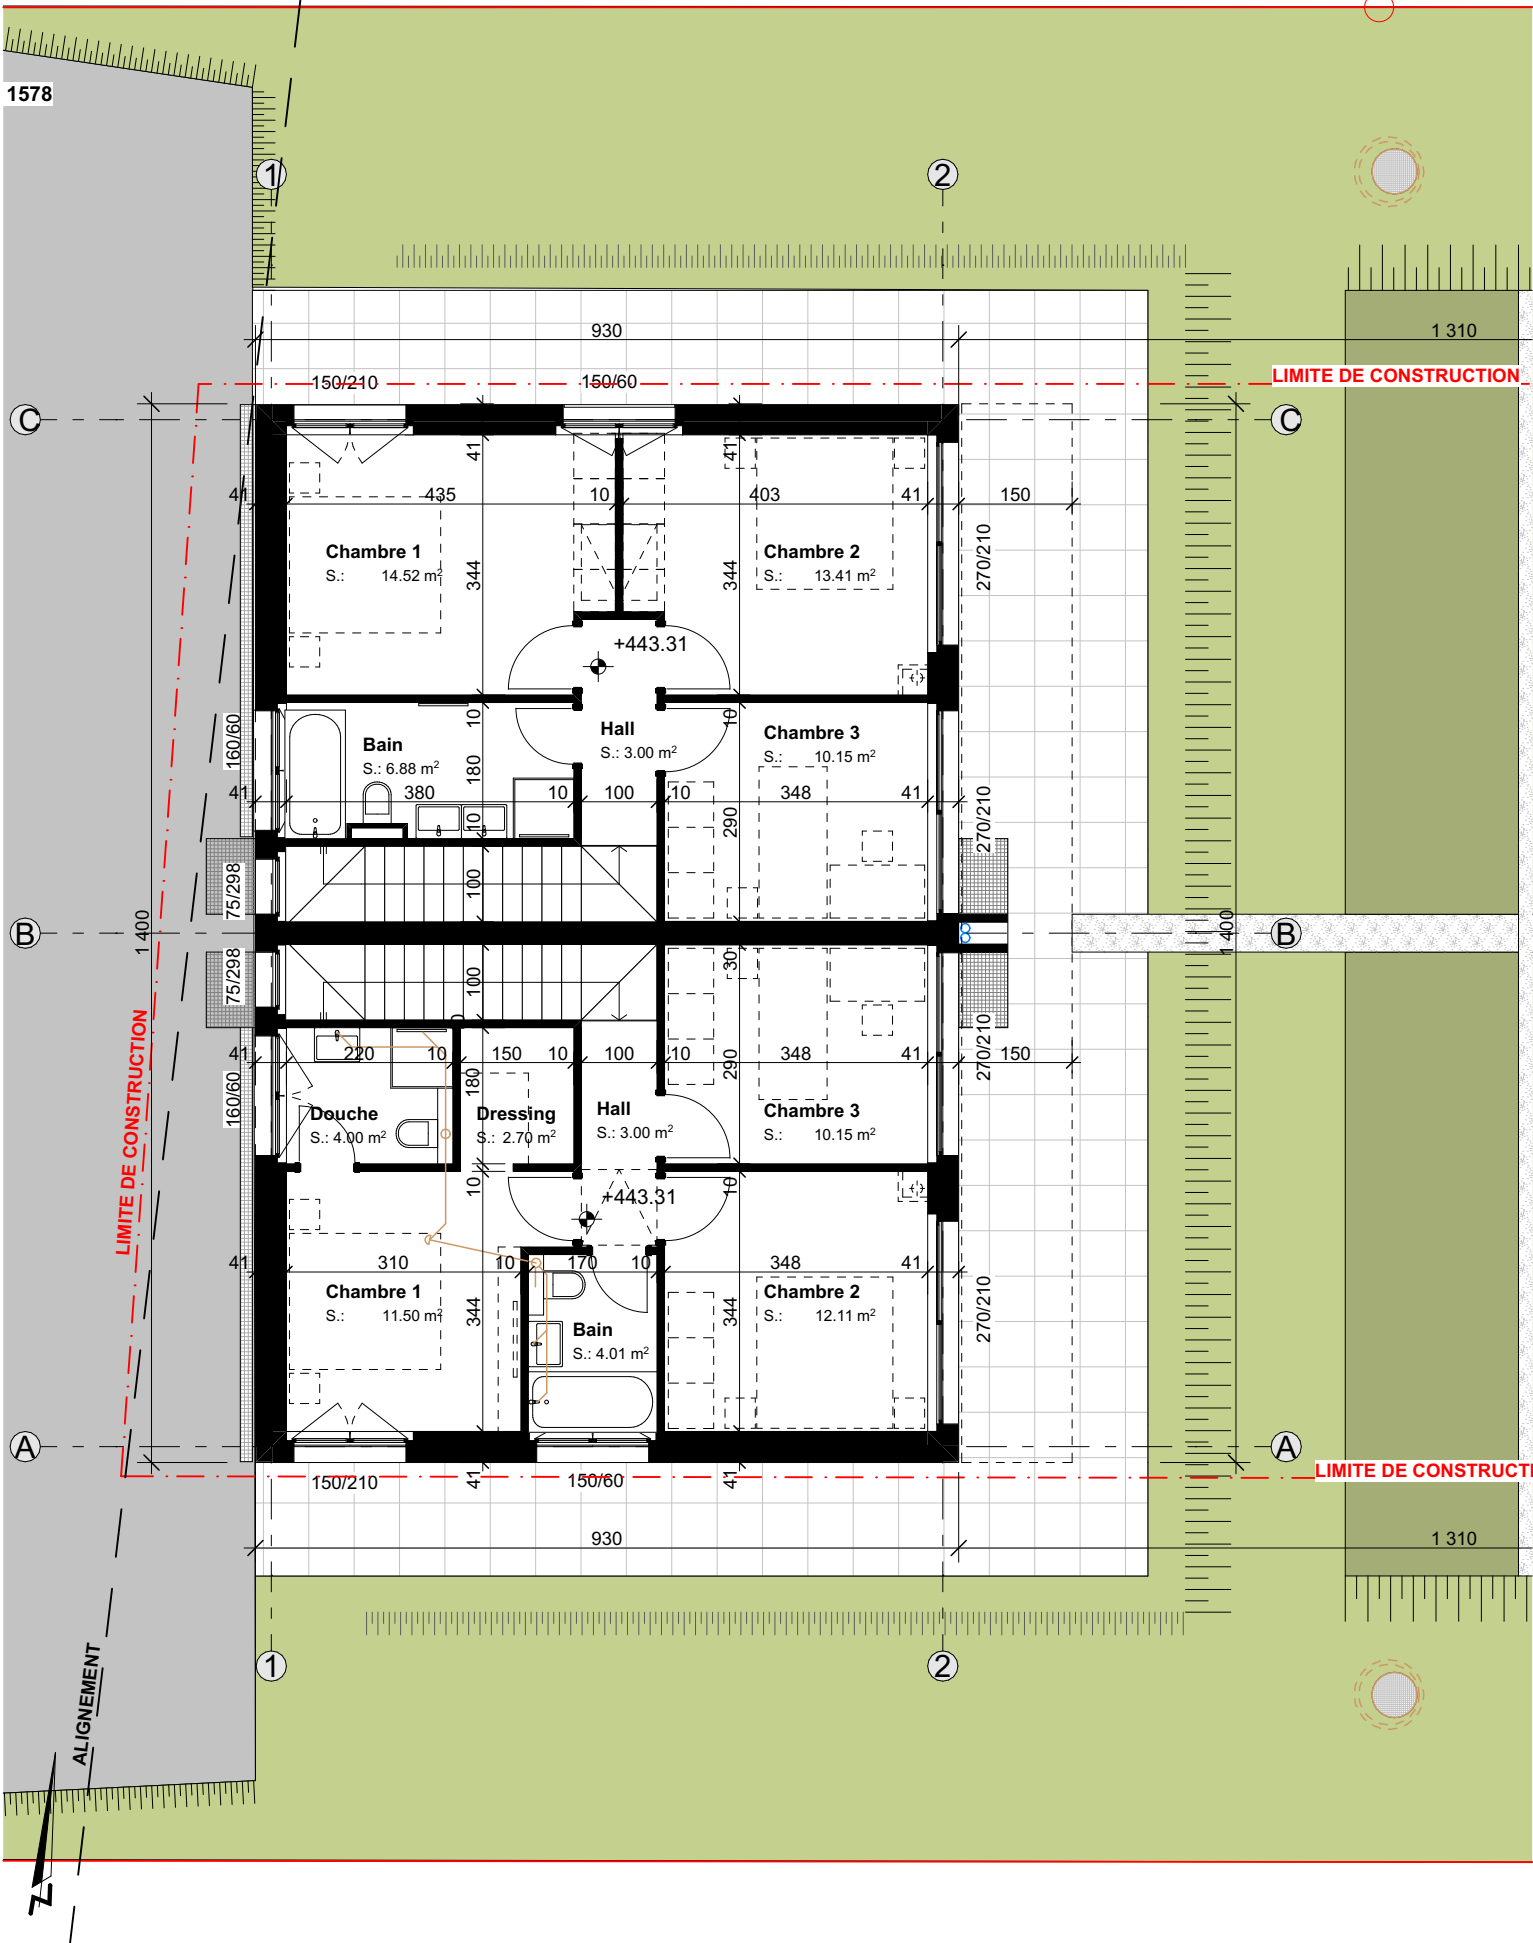 1578
1
2
930
1 310
150/210
150/60
LIMITE DE CONSTRUCTION
C
C
41
41
41
435
10
403
41
150
Chambre 1
S.: 14.52 m²
344
344
Chambre 2
S.: 13.41 m²
270/210
+443.31
160/60
Bain
S.: 6.88 m²
10
Hall
S.: 3.00 m²
10
Chambre 3
S.: 10.15 m²
180
41
380
10
100
10
348
41
10
290
270/210
75/298
100
1 400
B
1 400
B
75/298
100
30
270/210
41
220
10
150
10
100
10
348
41
150
180
290
160/60
Douche
S.: 4.00 m²
Dressing
S.: 2.70 m²
Hall
S.: 3.00 m²
Chambre 3
S.: 10.15 m²
LIMITE DE CONSTRUCTION
10
10
+443.31
41
310
10
170
10
348
41
Chambre 1
S.: 11.50 m²
344
344
Chambre 2
S.: 12.11 m²
270/210
Bain
S.: 4.01 m²
A
A
150/210
41
150/60
41
LIMITE DE CONSTRUCTI
930
1 310
1
2
ALIGNEMENT